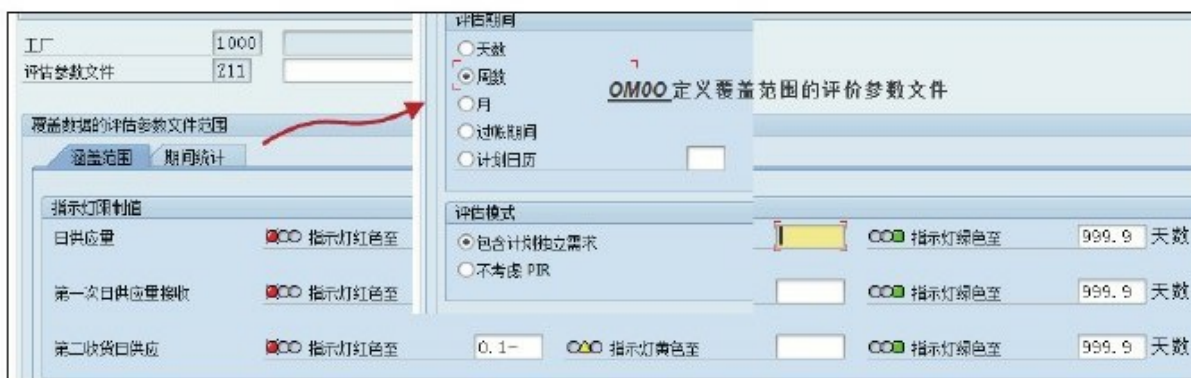 工厂 1000
评估参数文件 Z11
覆盖数据的评估参数文件范围
涵盖范围 期间统计
评估期间
天数
周数
月
过帐期间
计划日历
OM0O 定义覆盖范围的评价参数文件
评估模式
包含计划独立需求
不考虑 PIR
指示灯限制值
日供应量 指示灯红色至 指示灯绿色至 999.9 天数
第一次日供应量接收 指示灯红色至 指示灯绿色至 999.9 天数
第二收货日供应 指示灯红色至 0.1- 指示灯黄色至 指示灯绿色至 999.9 天数